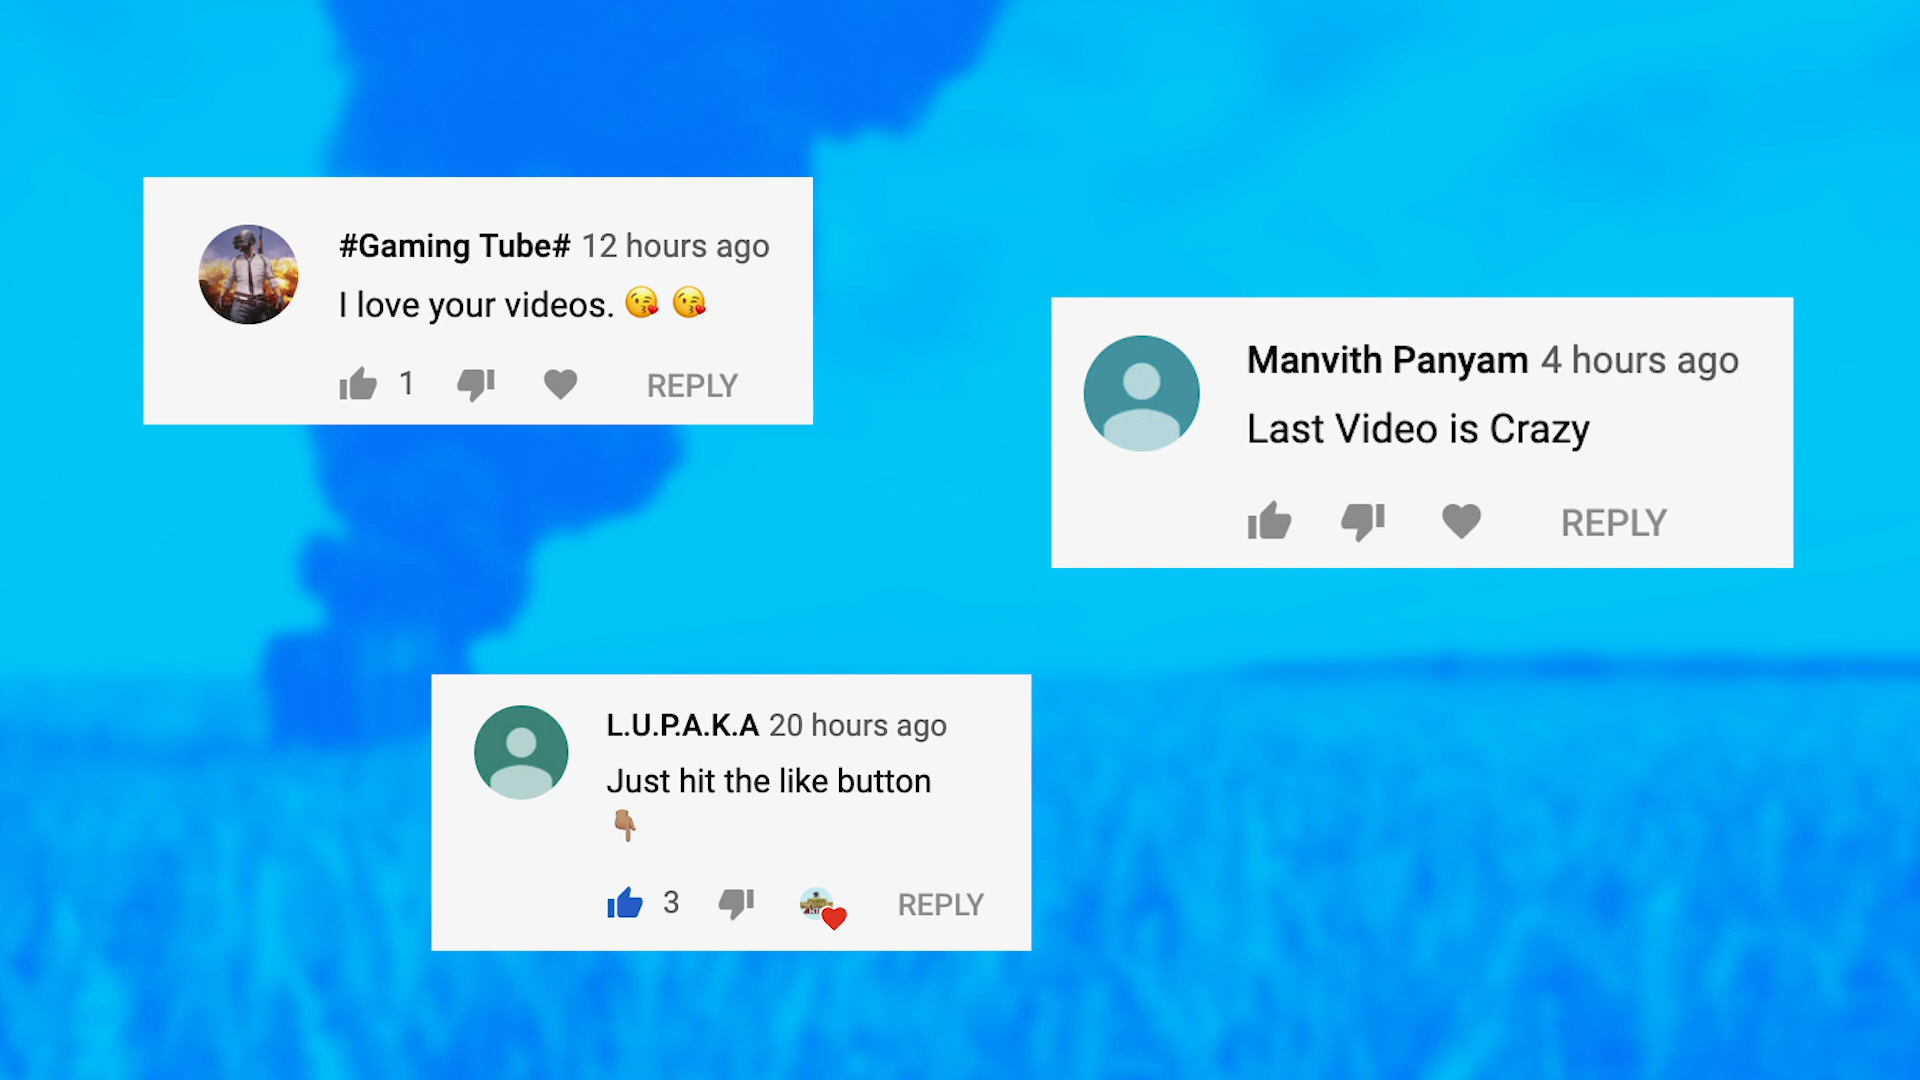 #Gaming Tube# 12 hours ago
I love your videos. 😘 😘
1 REPLY
Manvith Panyam 4 hours ago
Last Video is Crazy
REPLY
L.U.P.A.K.A 20 hours ago
Just hit the like button
👇🏽
3 REPLY